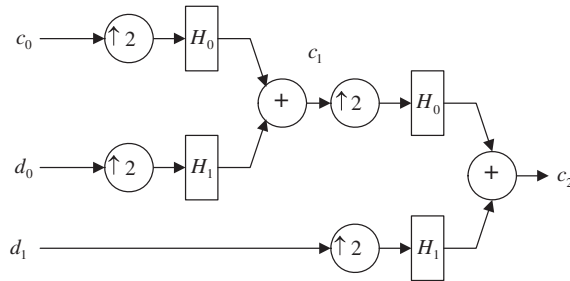 c₀ ↑2 H₀
c₁
↑2 H₀
+
d₀ ↑2 H₁
+ c₂
d₁ ↑2 H₁